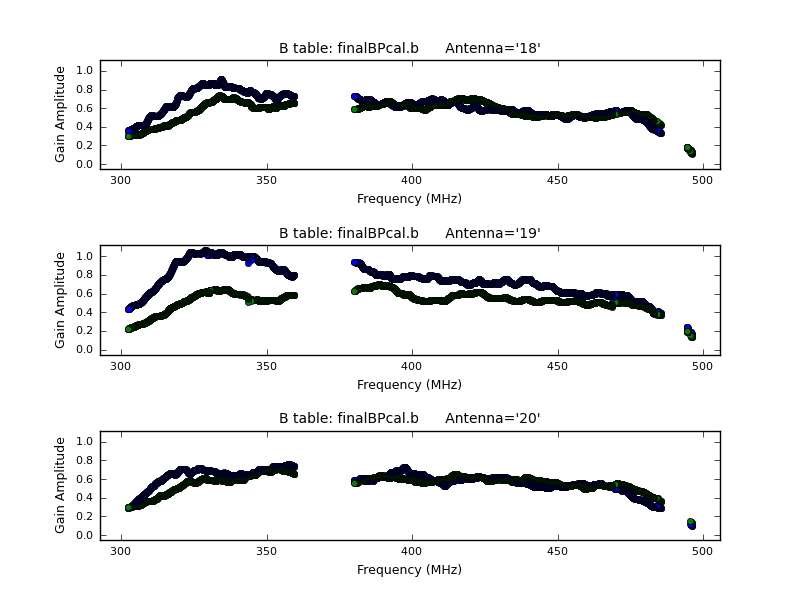 B table: finalBPcal.b Antenna='18'
1.0
0.8
0.6
0.4
0.2
0.0
Gain Amplitude
300 350 400 450 500
Frequency (MHz)
B table: finalBPcal.b Antenna='19'
1.0
0.8
0.6
0.4
0.2
0.0
Gain Amplitude
300 350 400 450 500
Frequency (MHz)
B table: finalBPcal.b Antenna='20'
1.0
0.8
0.6
0.4
0.2
0.0
Gain Amplitude
300 350 400 450 500
Frequency (MHz)